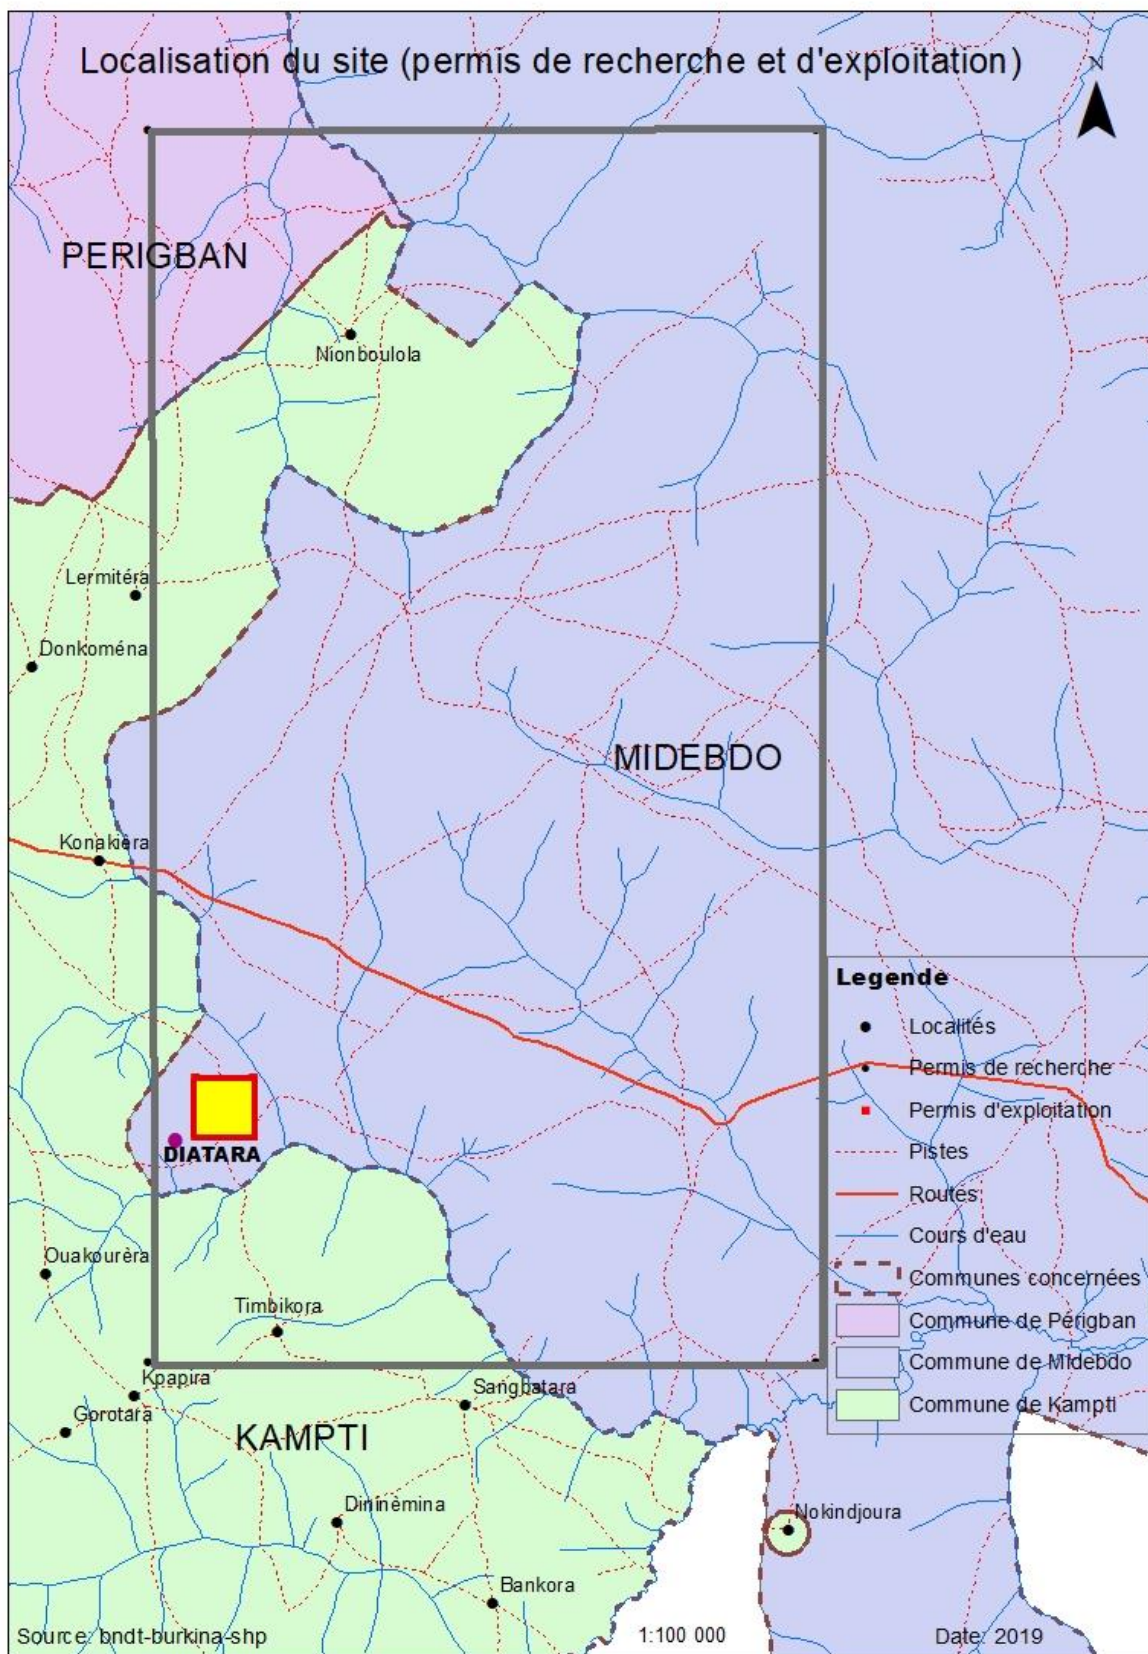 Localisation du site (permis de recherche et d'exploitation)
N
PERIGBAN
Nionboulola
Lermitéra
Donkoména
MIDEBDO
Konakièra
DIATARA
Ouakourèra
Timbikora
Kpapira
Gorotara
Sangbatara
KAMPTI
Dininèmina
Nokindjoura
Bankora
Legende
Localités
Permis de recherche
Permis d'exploitation
Pistes
Routes
Cours d'eau
Communes concernées
Commune de Périgban
Commune de Midebdo
Commune de Kampti
Source: bndt-burkina-shp
1:100 000
Date: 2019